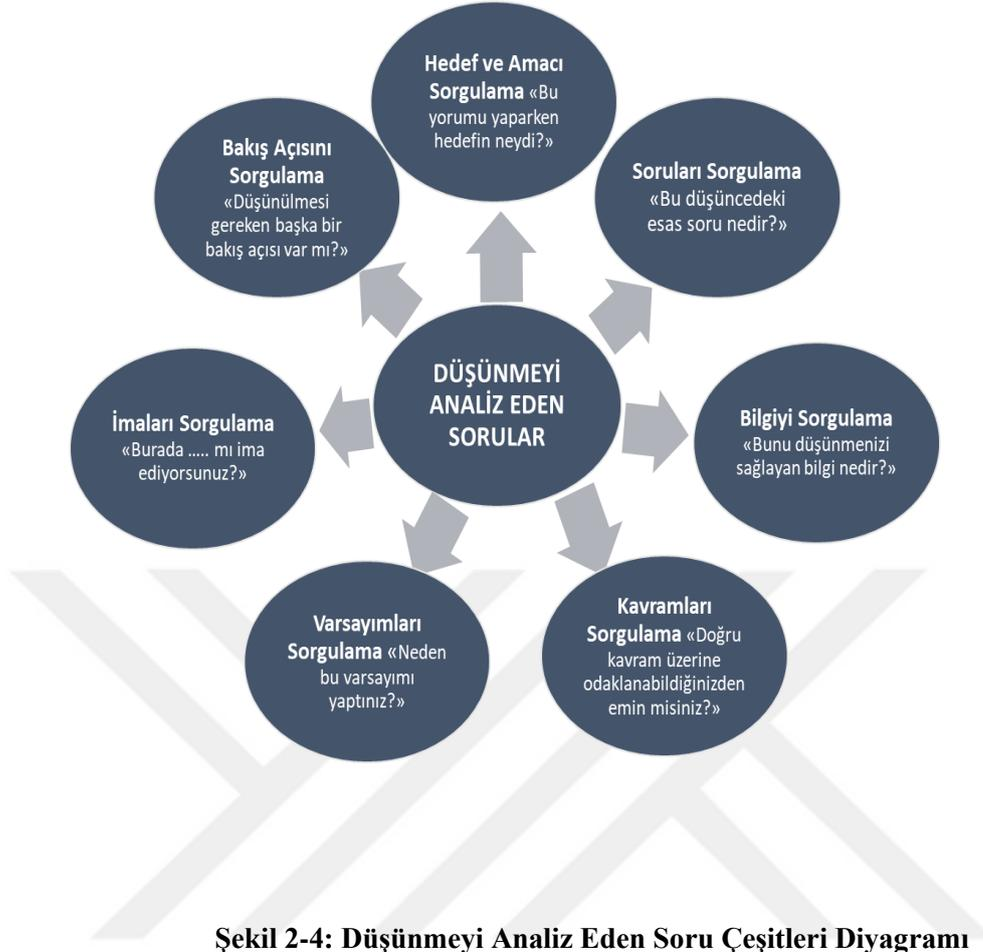 Hedef ve Amacı
Sorgulama «Bu
yorumu yaparken
hedefin neydi?»
Soruları Sorgulama
«Bu düşüncedeki
esas soru nedir?»
Bilgiyi Sorgulama
«Bunu düşünmenizi
sağlayan bilgi nedir?»
Kavramları
Sorgulama «Doğru
kavram üzerine
odaklanabildiğinizden
emin misiniz?»
Varsayımları
Sorgulama «Neden
bu varsayımı
yaptınız?»
İmaları Sorgulama
«Burada ..... mı ima
ediyorsunuz?»
Bakış Açısını
Sorgulama
«Düşünülmesi
gereken başka bir
bakış açısı var mı?»
DÜŞÜNMEYİ
ANALİZ EDEN
SORULAR
Şekil 2-4: Düşünmeyi Analiz Eden Soru Çeşitleri Diyagramı